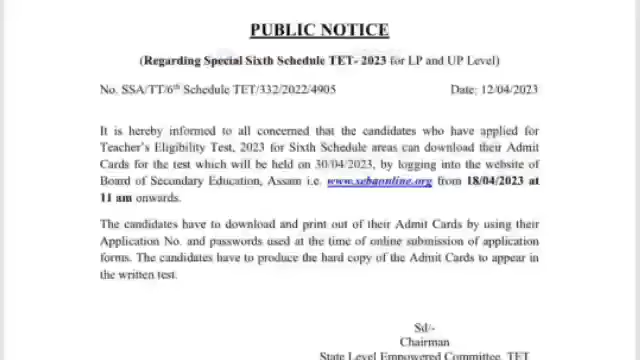 PUBLIC NOTICE
(Regarding Special Sixth Schedule TET- 2023 for LP and UP Level)
No. SSA/TT/6th Schedule TET/332/2022/4905 Date: 12/04/2023
It is hereby informed to all concerned that the candidates who have applied for
Teacher's Eligibility Test, 2023 for Sixth Schedule areas can download their Admit
Cards for the test which will be held on 30/04/2023, by logging into the website of
Board of Secondary Education, Assam i.e. www.sebaonline.org from 18/04/2023 at
11 am onwards.
The candidates have to download and print out of their Admit Cards by using their
Application No. and passwords used at the time of online submission of application
forms. The candidates have to produce the hard copy of the Admit Cards to appear in
the written test.
Sd/-
Chairman
State Level Empowered Committee, TET